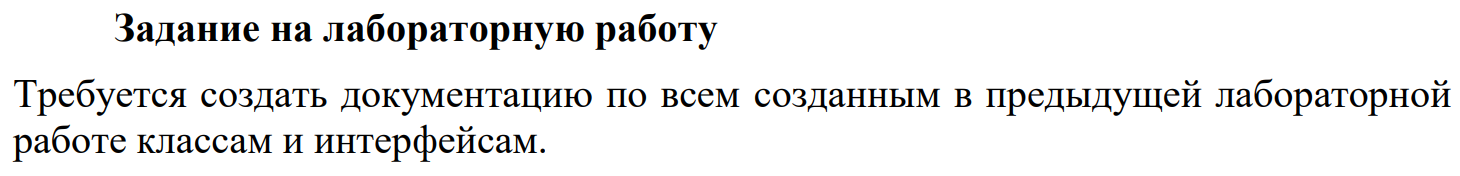 Задание на лабораторную работу
Требуется создать документацию по всем созданным в предыдущей лабораторной
работе классам и интерфейсам.